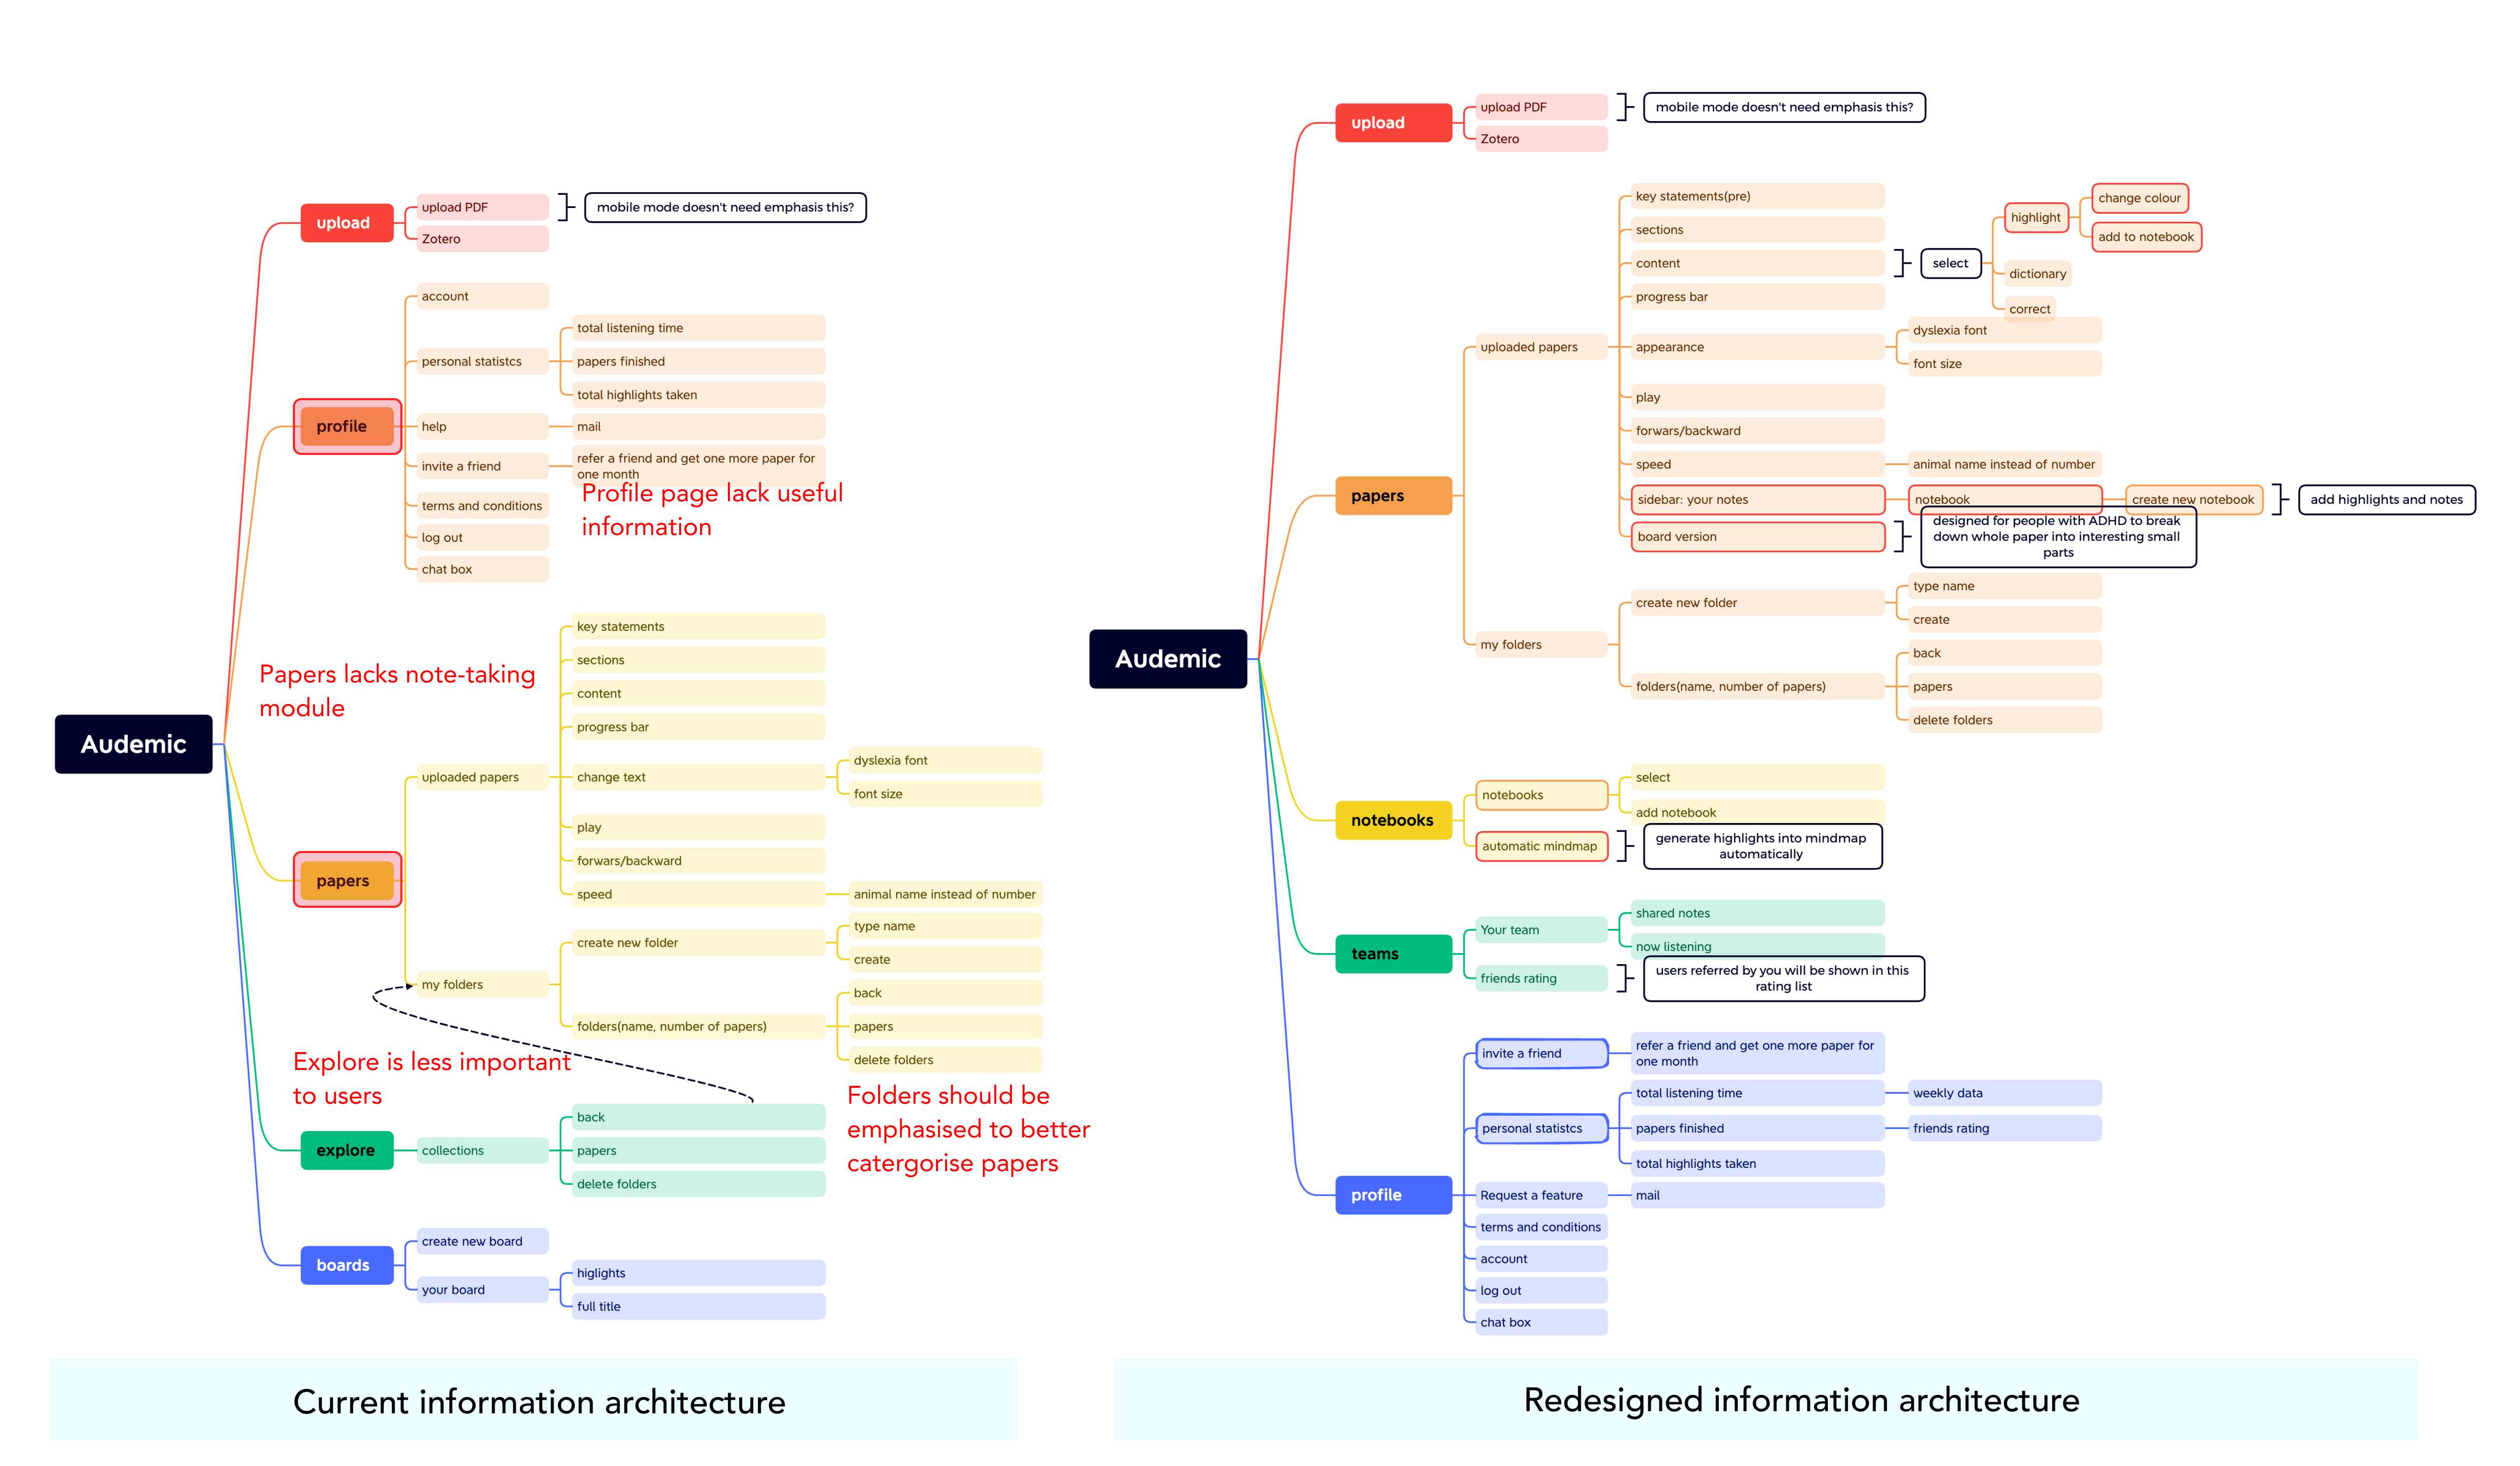 Audemic
upload
upload PDF
mobile mode doesn't need emphasis this?
Zotero
profile
account
personal statistcs
total listening time
papers finished
total highlights taken
help
mail
invite a friend
refer a friend and get one more paper for
one month
terms and conditions
log out
chat box
Profile page lack useful
information
Papers lacks note-taking
module
papers
uploaded papers
key statements
sections
content
progress bar
change text
dyslexia font
font size
play
forwars/backward
speed
animal name instead of number
my folders
create new folder
type name
create
folders(name, number of papers)
back
papers
delete folders
Explore is less important
to users
Folders should be
emphasised to better
catergorise papers
explore
collections
back
papers
delete folders
boards
create new board
your board
higlights
full title
Current information architecture
Audemic
upload
upload PDF
mobile mode doesn't need emphasis this?
Zotero
papers
uploaded papers
key statements(pre)
sections
content
select
highlight
change colour
add to notebook
dictionary
correct
progress bar
appearance
dyslexia font
font size
play
forwars/backward
speed
animal name instead of number
sidebar: your notes
notebook
create new notebook
add highlights and notes
board version
designed for people with ADHD to break
down whole paper into interesting small
parts
my folders
create new folder
type name
create
folders(name, number of papers)
back
papers
delete folders
notebooks
notebooks
select
add notebook
automatic mindmap
generate highlights into mindmap
automatically
teams
Your team
shared notes
now listening
friends rating
users referred by you will be shown in this
rating list
profile
invite a friend
refer a friend and get one more paper for
one month
personal statistcs
total listening time
weekly data
papers finished
friends rating
total highlights taken
Request a feature
mail
terms and conditions
account
log out
chat box
Redesigned information architecture